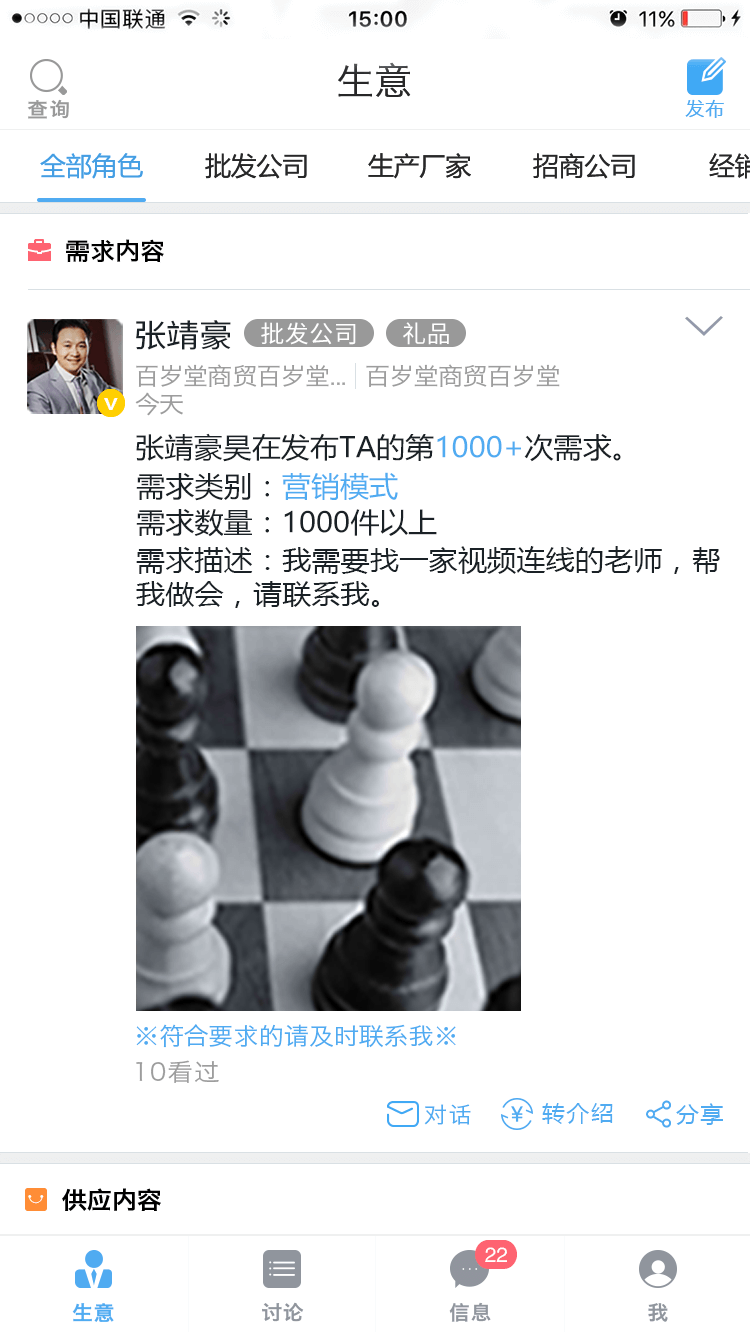 中国联通 15:00 11%
查询 生意 发布
全部角色 批发公司 生产厂家 招商公司 经销
需求内容
张靖豪 批发公司 礼品
百岁堂商贸百岁堂... 百岁堂商贸百岁堂
V
今天
张靖豪昊在发布TA的第1000+次需求。
需求类别：营销模式
需求数量：1000件以上
需求描述：我需要找一家视频连线的老师，帮
我做会，请联系我。
※符合要求的请及时联系我※
10看过
对话 转介绍 分享
供应内容
22
生意 讨论 信息 我